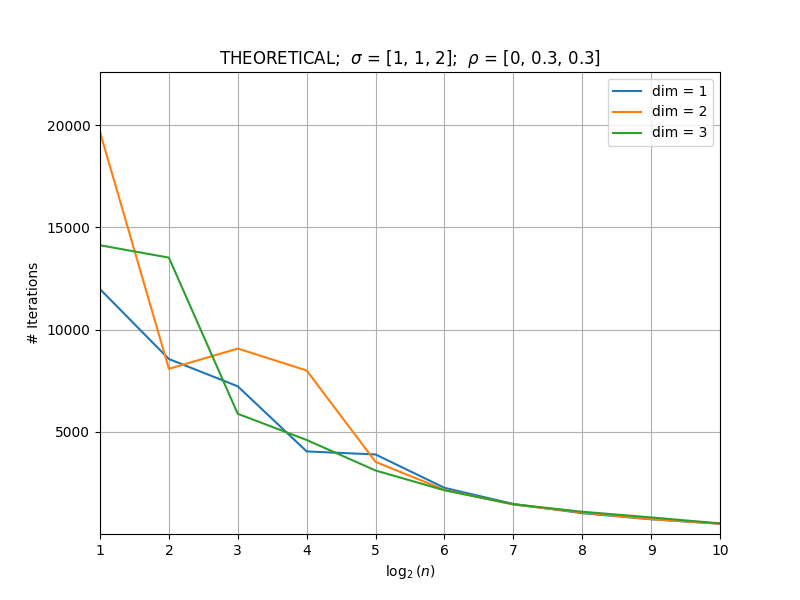 THEORETICAL;  σ = [1, 1, 2];  ρ = [0, 0.3, 0.3]
dim = 1
dim = 2
dim = 3
20000
15000
10000
5000
# Iterations
1 2 3 4 5 6 7 8 9 10
log₂(n)